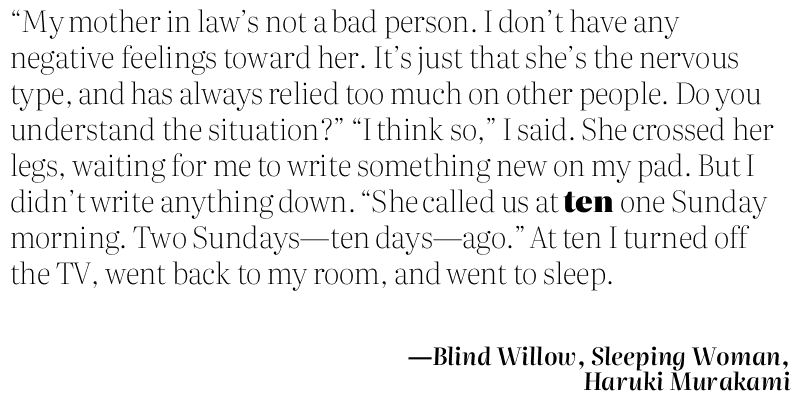 “My mother in law’s not a bad person. I don’t have any
negative feelings toward her. It’s just that she’s the nervous
type, and has always relied too much on other people. Do you
understand the situation?” “I think so,” I said. She crossed her
legs, waiting for me to write something new on my pad. But I
didn’t write anything down. “She called us at ten one Sunday
morning. Two Sundays—ten days—ago.” At ten I turned off
the TV, went back to my room, and went to sleep.
—Blind Willow, Sleeping Woman,
Haruki Murakami